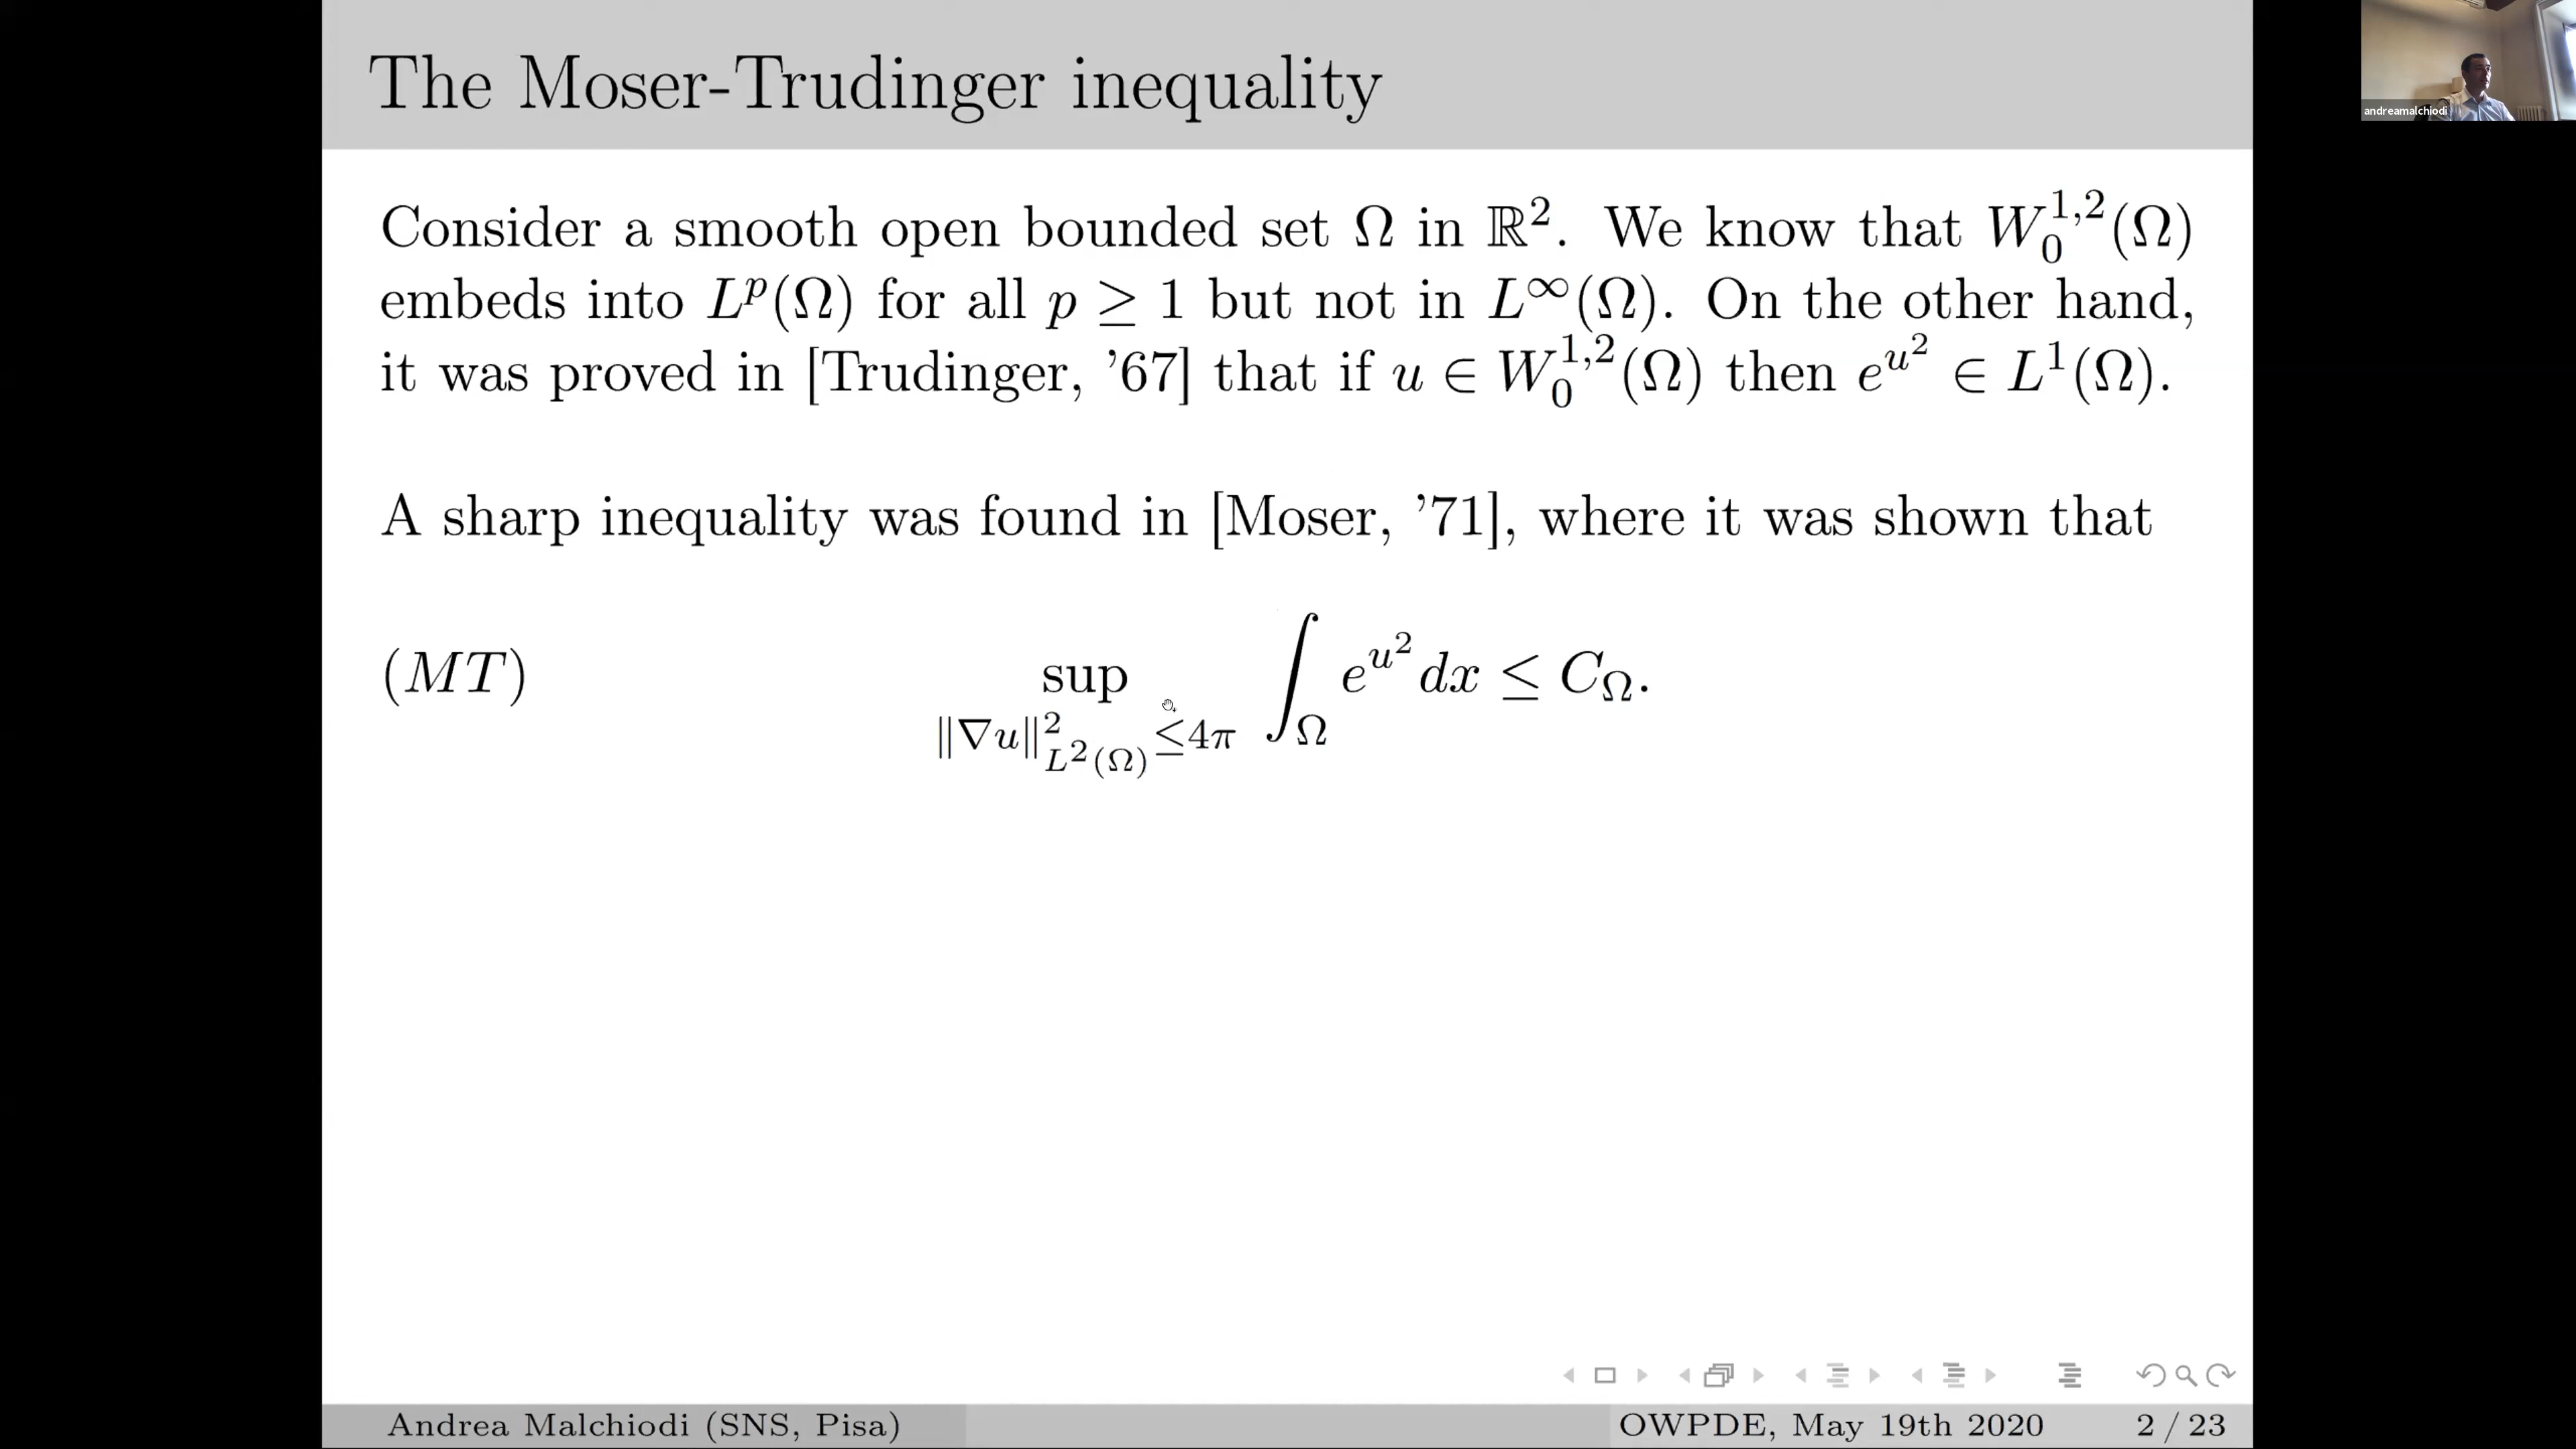 The Moser-Trudinger inequality
andreamalchiodi
Consider a smooth open bounded set Ω in ℝ². We know that W₀^{1,2}(Ω)
embeds into L^p(Ω) for all p ≥ 1 but not in L^∞(Ω). On the other hand,
it was proved in [Trudinger, ’67] that if u ∈ W₀^{1,2}(Ω) then e^{u²} ∈ L¹(Ω).
A sharp inequality was found in [Moser, ’71], where it was shown that
(MT) sup_{‖∇u‖²_{L²(Ω)} ≤4π} ∫_Ω e^{u²} dx ≤ C_Ω.
Andrea Malchiodi (SNS, Pisa) OWPDE, May 19th 2020 2 / 23